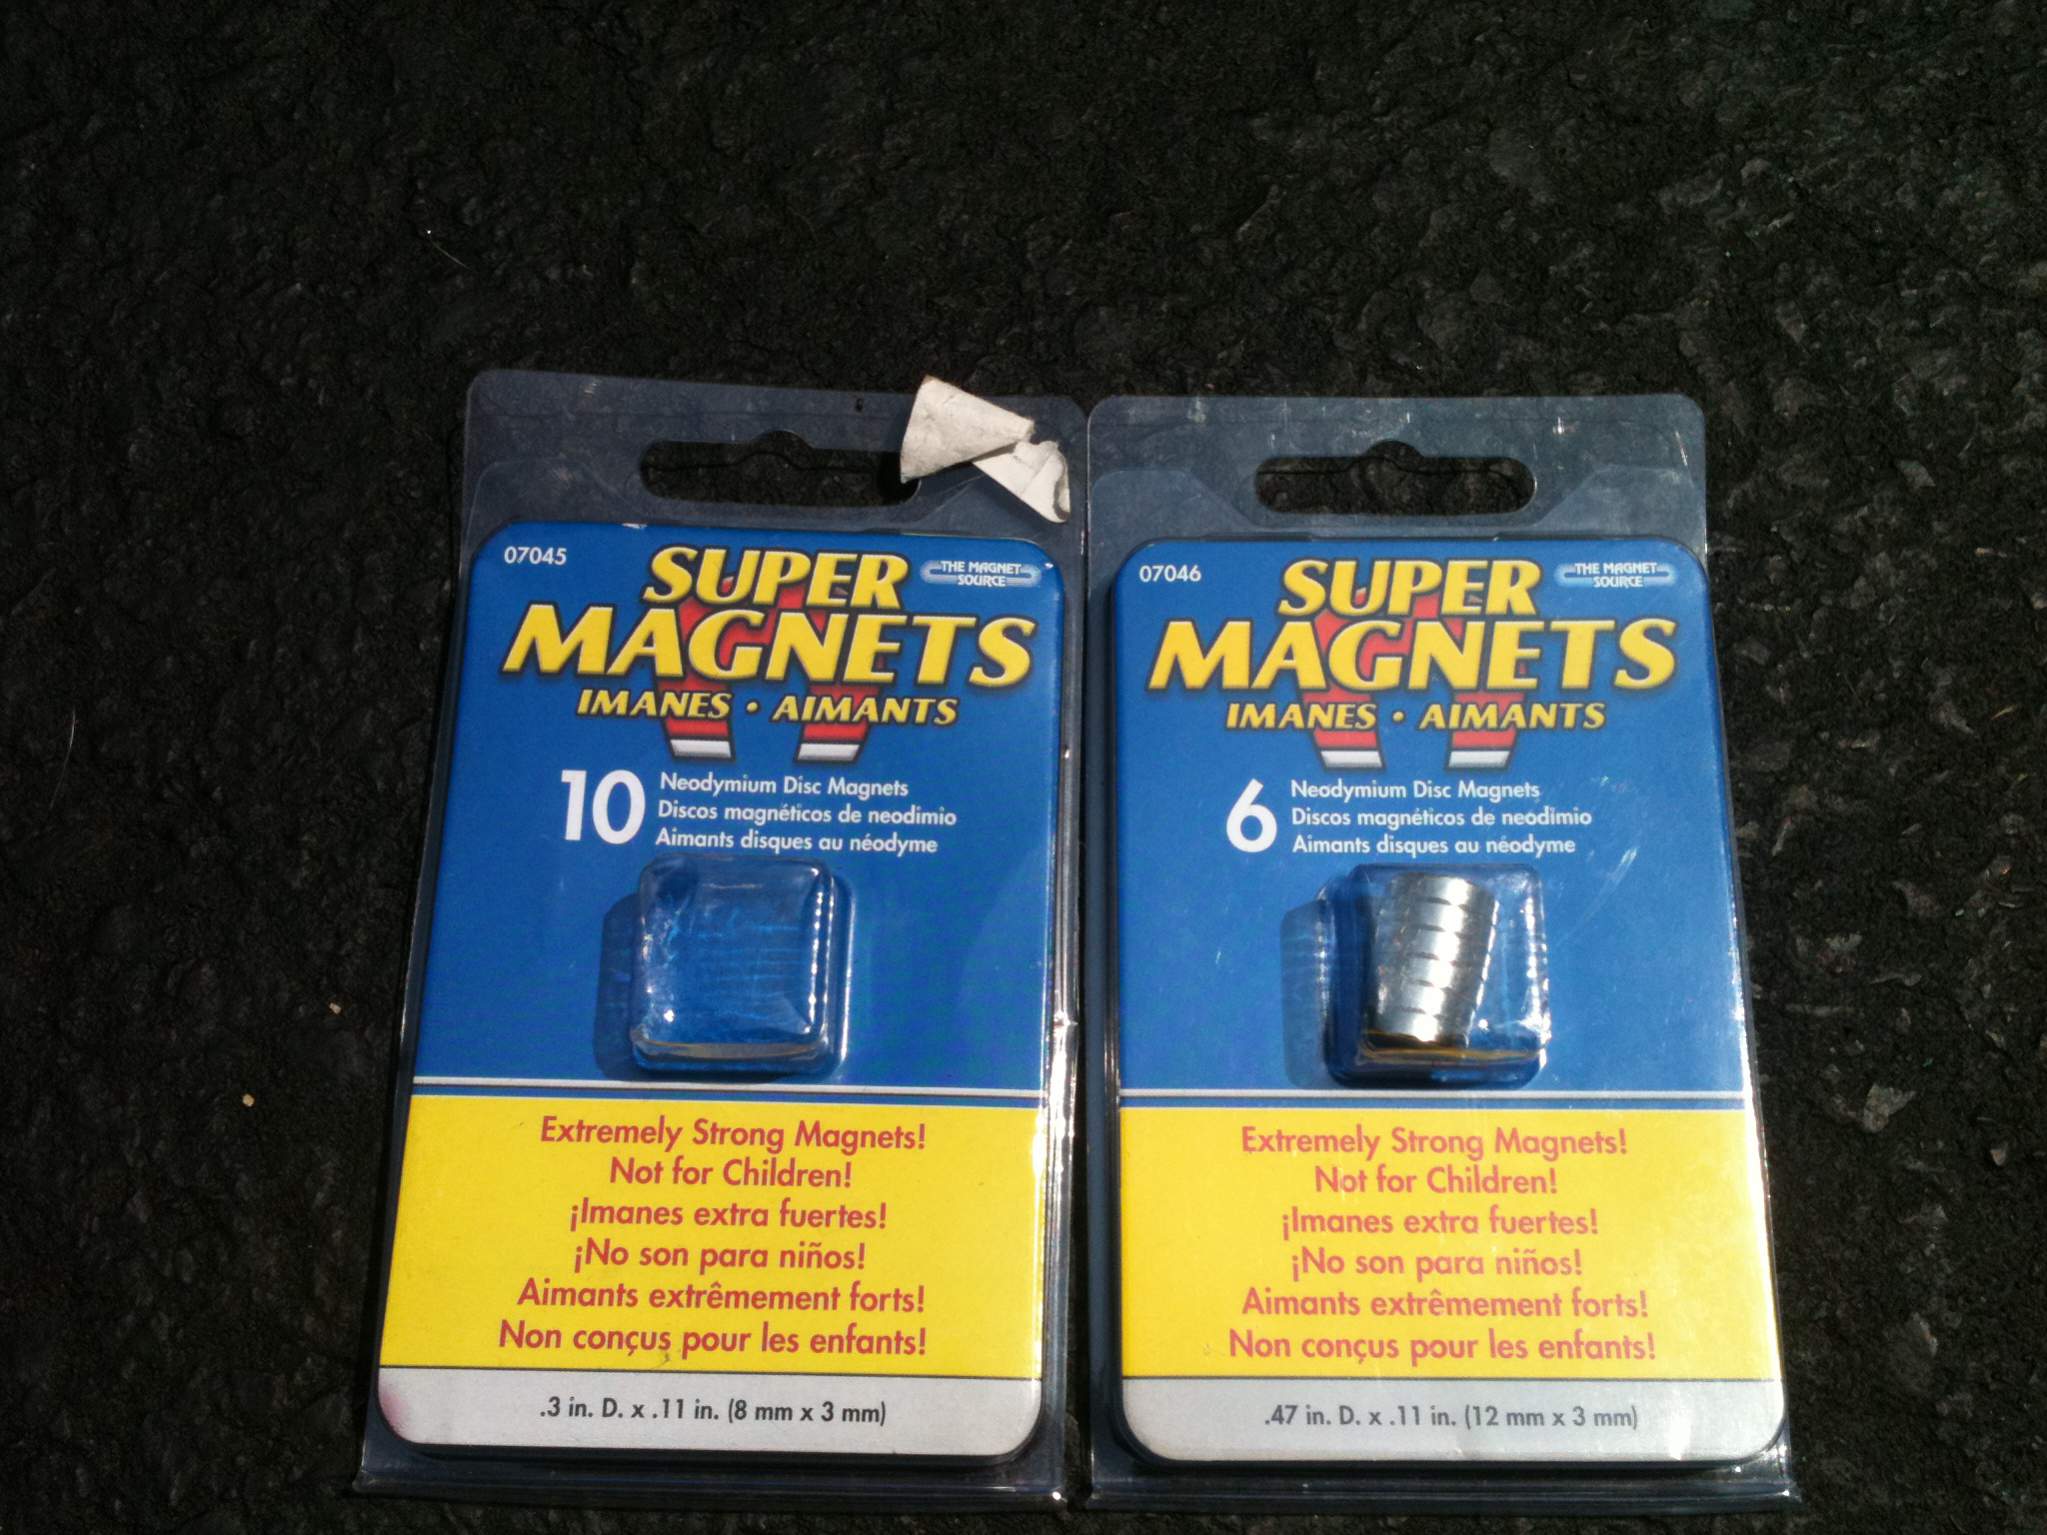 07045
THE MAGNET
SOURCE
SUPER
MAGNETS
IMANES • AIMANTS
10
Neodymium Disc Magnets
Discos magnéticos de neodimio
Aimants disques au néodyme
Extremely Strong Magnets!
Not for Children!
¡Imanes extra fuertes!
¡No son para niños!
Aimants extrêmement forts!
Non conçus pour les enfants!
.3 in. D. x .11 in. (8 mm x 3 mm)
07046
THE MAGNET
SOURCE
SUPER
MAGNETS
IMANES • AIMANTS
6
Neodymium Disc Magnets
Discos magnéticos de neodimio
Aimants disques au néodyme
Extremely Strong Magnets!
Not for Children!
¡Imanes extra fuertes!
¡No son para niños!
Aimants extrêmement forts!
Non conçus pour les enfants!
.47 in. D. x .11 in. (12 mm x 3 mm)